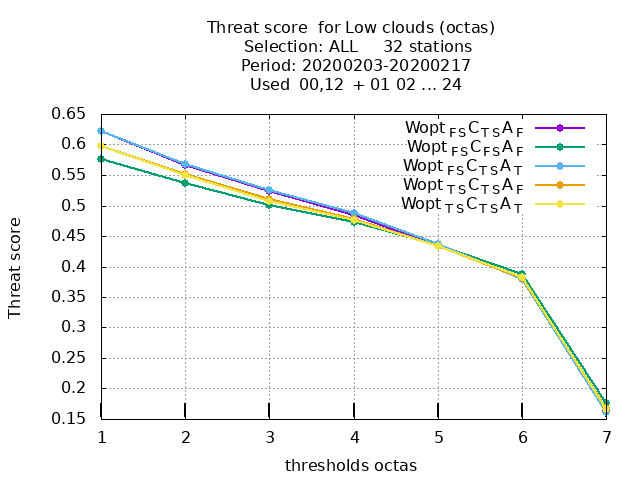 Threat score  for Low clouds (octas)
Selection: ALL     32 stations
Period: 20200203-20200217
Used  00,12  + 01 02 ... 24
Wopt FS C TS A F
Wopt FS C FS A F
Wopt FS C TS A T
Wopt TS C TS A F
Wopt TS C TS A T
0.65
0.6
0.55
0.5
0.45
0.4
0.35
0.3
0.25
0.2
0.15
Threat score
1 2 3 4 5 6 7
thresholds octas